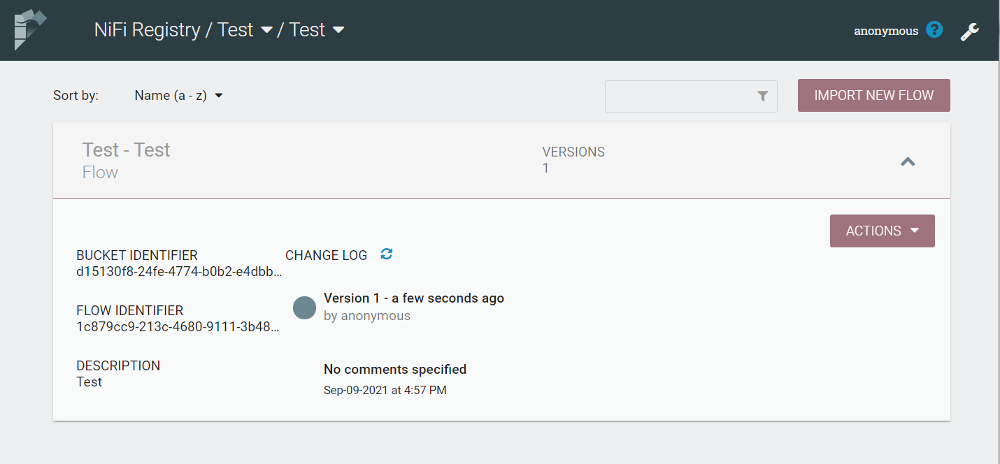 NiFi Registry / Test / Test
anonymous
Sort by: Name (a - z)
IMPORT NEW FLOW
Test - Test
Flow
VERSIONS
1
ACTIONS
BUCKET IDENTIFIER
d15130f8-24fe-4774-b0b2-e4dbb...
FLOW IDENTIFIER
1c879cc9-213c-4680-9111-3b48...
DESCRIPTION
Test
CHANGE LOG
Version 1 - a few seconds ago
by anonymous
No comments specified
Sep-09-2021 at 4:57 PM